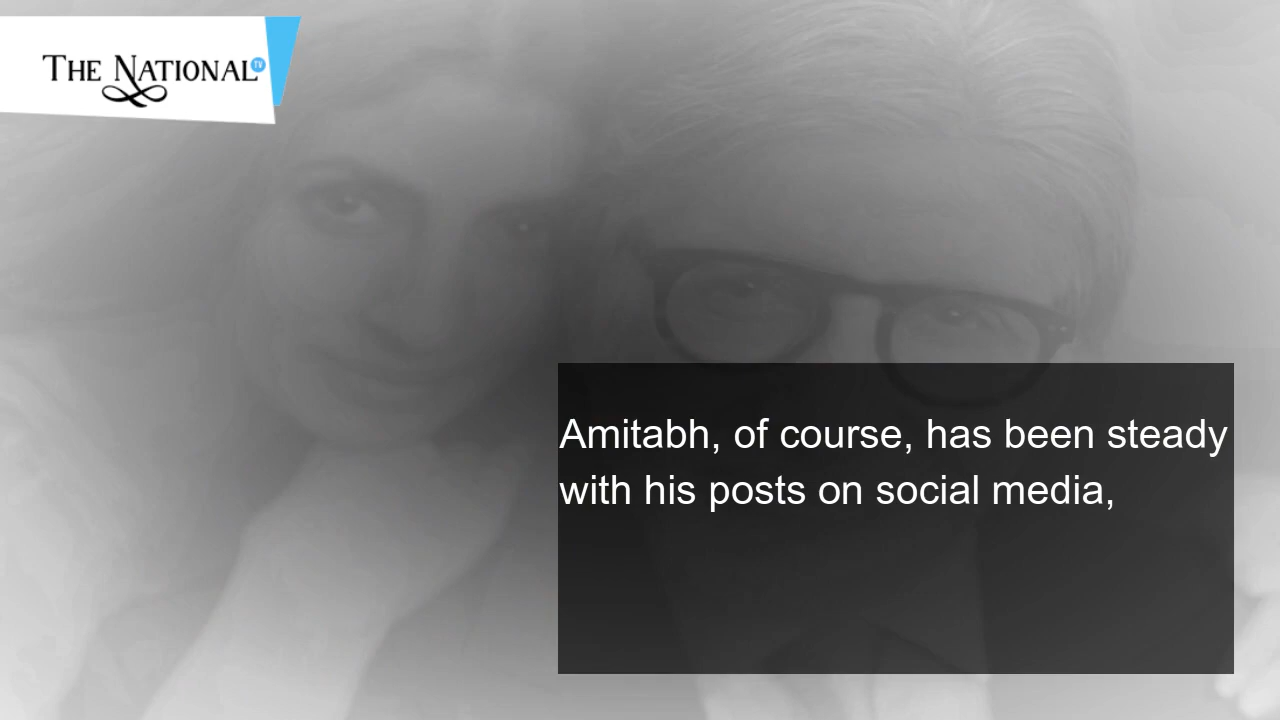 THE NATIONAL TV
Amitabh, of course, has been steady
with his posts on social media,